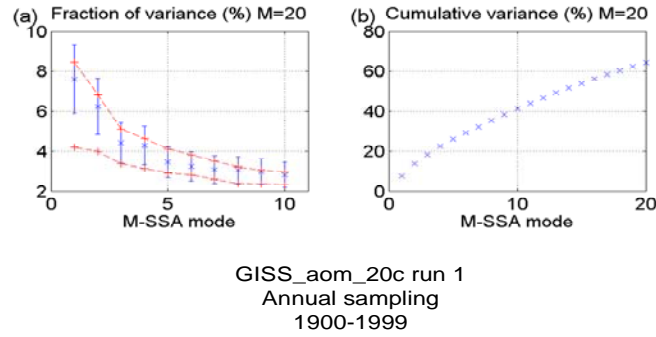 (a) Fraction of variance (%) M=20
10
8
6
4
2
0 5 10
M-SSA mode
(b) Cumulative variance (%) M=20
80
60
40
20
0
0 10 20
M-SSA mode
GISS_aom_20c run 1
Annual sampling
1900-1999